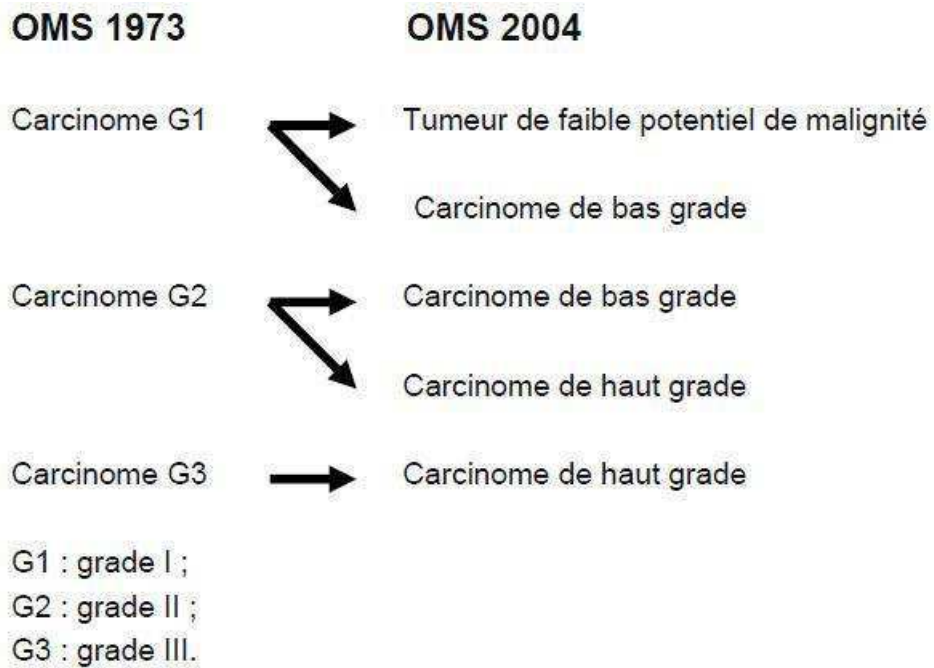 OMS 1973 OMS 2004
Carcinome G1 Tumeur de faible potentiel de malignité
Carcinome de bas grade
Carcinome G2 Carcinome de bas grade
Carcinome de haut grade
Carcinome G3 Carcinome de haut grade
G1 : grade I ;
G2 : grade II ;
G3 : grade III.